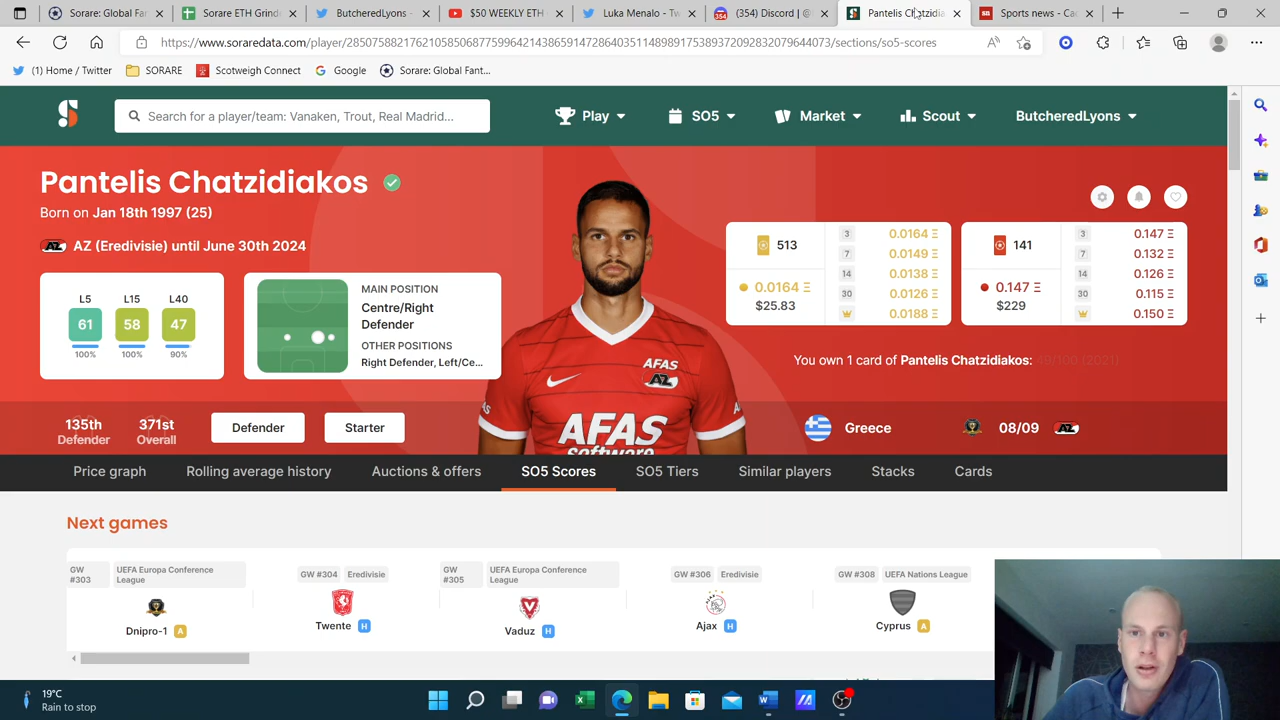 Sorare: Global Fan
Sorare ETH Grind
ButcheredLyons -
$50 WEEKLY ETH
Luka Menalo - Tw
(354) Discord | @
Pantelis Chatzidia
Sports news - Ca
https://www.soraredata.com/player/28507588217621058506877599642143865914728640351148989175389372092832079644073/sections/so5-scores
(1) Home / Twitter
SORARE
Scotweigh Connect
Google
Sorare: Global Fant...
Search for a player/team: Vanaken, Trout, Real Madrid...
Play
SO5
Market
Scout
ButcheredLyons
Pantelis Chatzidiakos
Born on Jan 18th 1997 (25)
AZ (Eredivisie) until June 30th 2024
L5 L15 L40
61 58 47
100% 100% 90%
MAIN POSITION
Centre/Right
Defender
OTHER POSITIONS
Right Defender, Left/Ce...
AFAS
AZ
AFAS
software
513
0.0164 Ξ
$25.83
3 0.0164 Ξ
7 0.0149 Ξ
14 0.0138 Ξ
30 0.0126 Ξ
0.0188 Ξ
141
0.147 Ξ
$229
3 0.147 Ξ
7 0.132 Ξ
14 0.126 Ξ
30 0.115 Ξ
0.150 Ξ
You own 1 card of Pantelis Chatzidiakos: 49/100 (2021)
135th
Defender
371st
Overall
Defender
Starter
Greece
08/09
Price graph
Rolling average history
Auctions & offers
SO5 Scores
SO5 Tiers
Similar players
Stacks
Cards
Next games
GW #303 UEFA Europa Conference League
Dnipro-1 A
GW #304 Eredivisie
Twente H
GW #305 UEFA Europa Conference League
Vaduz H
GW #306 Eredivisie
Ajax H
GW #308 UEFA Nations League
Cyprus A
19°C
Rain to stop